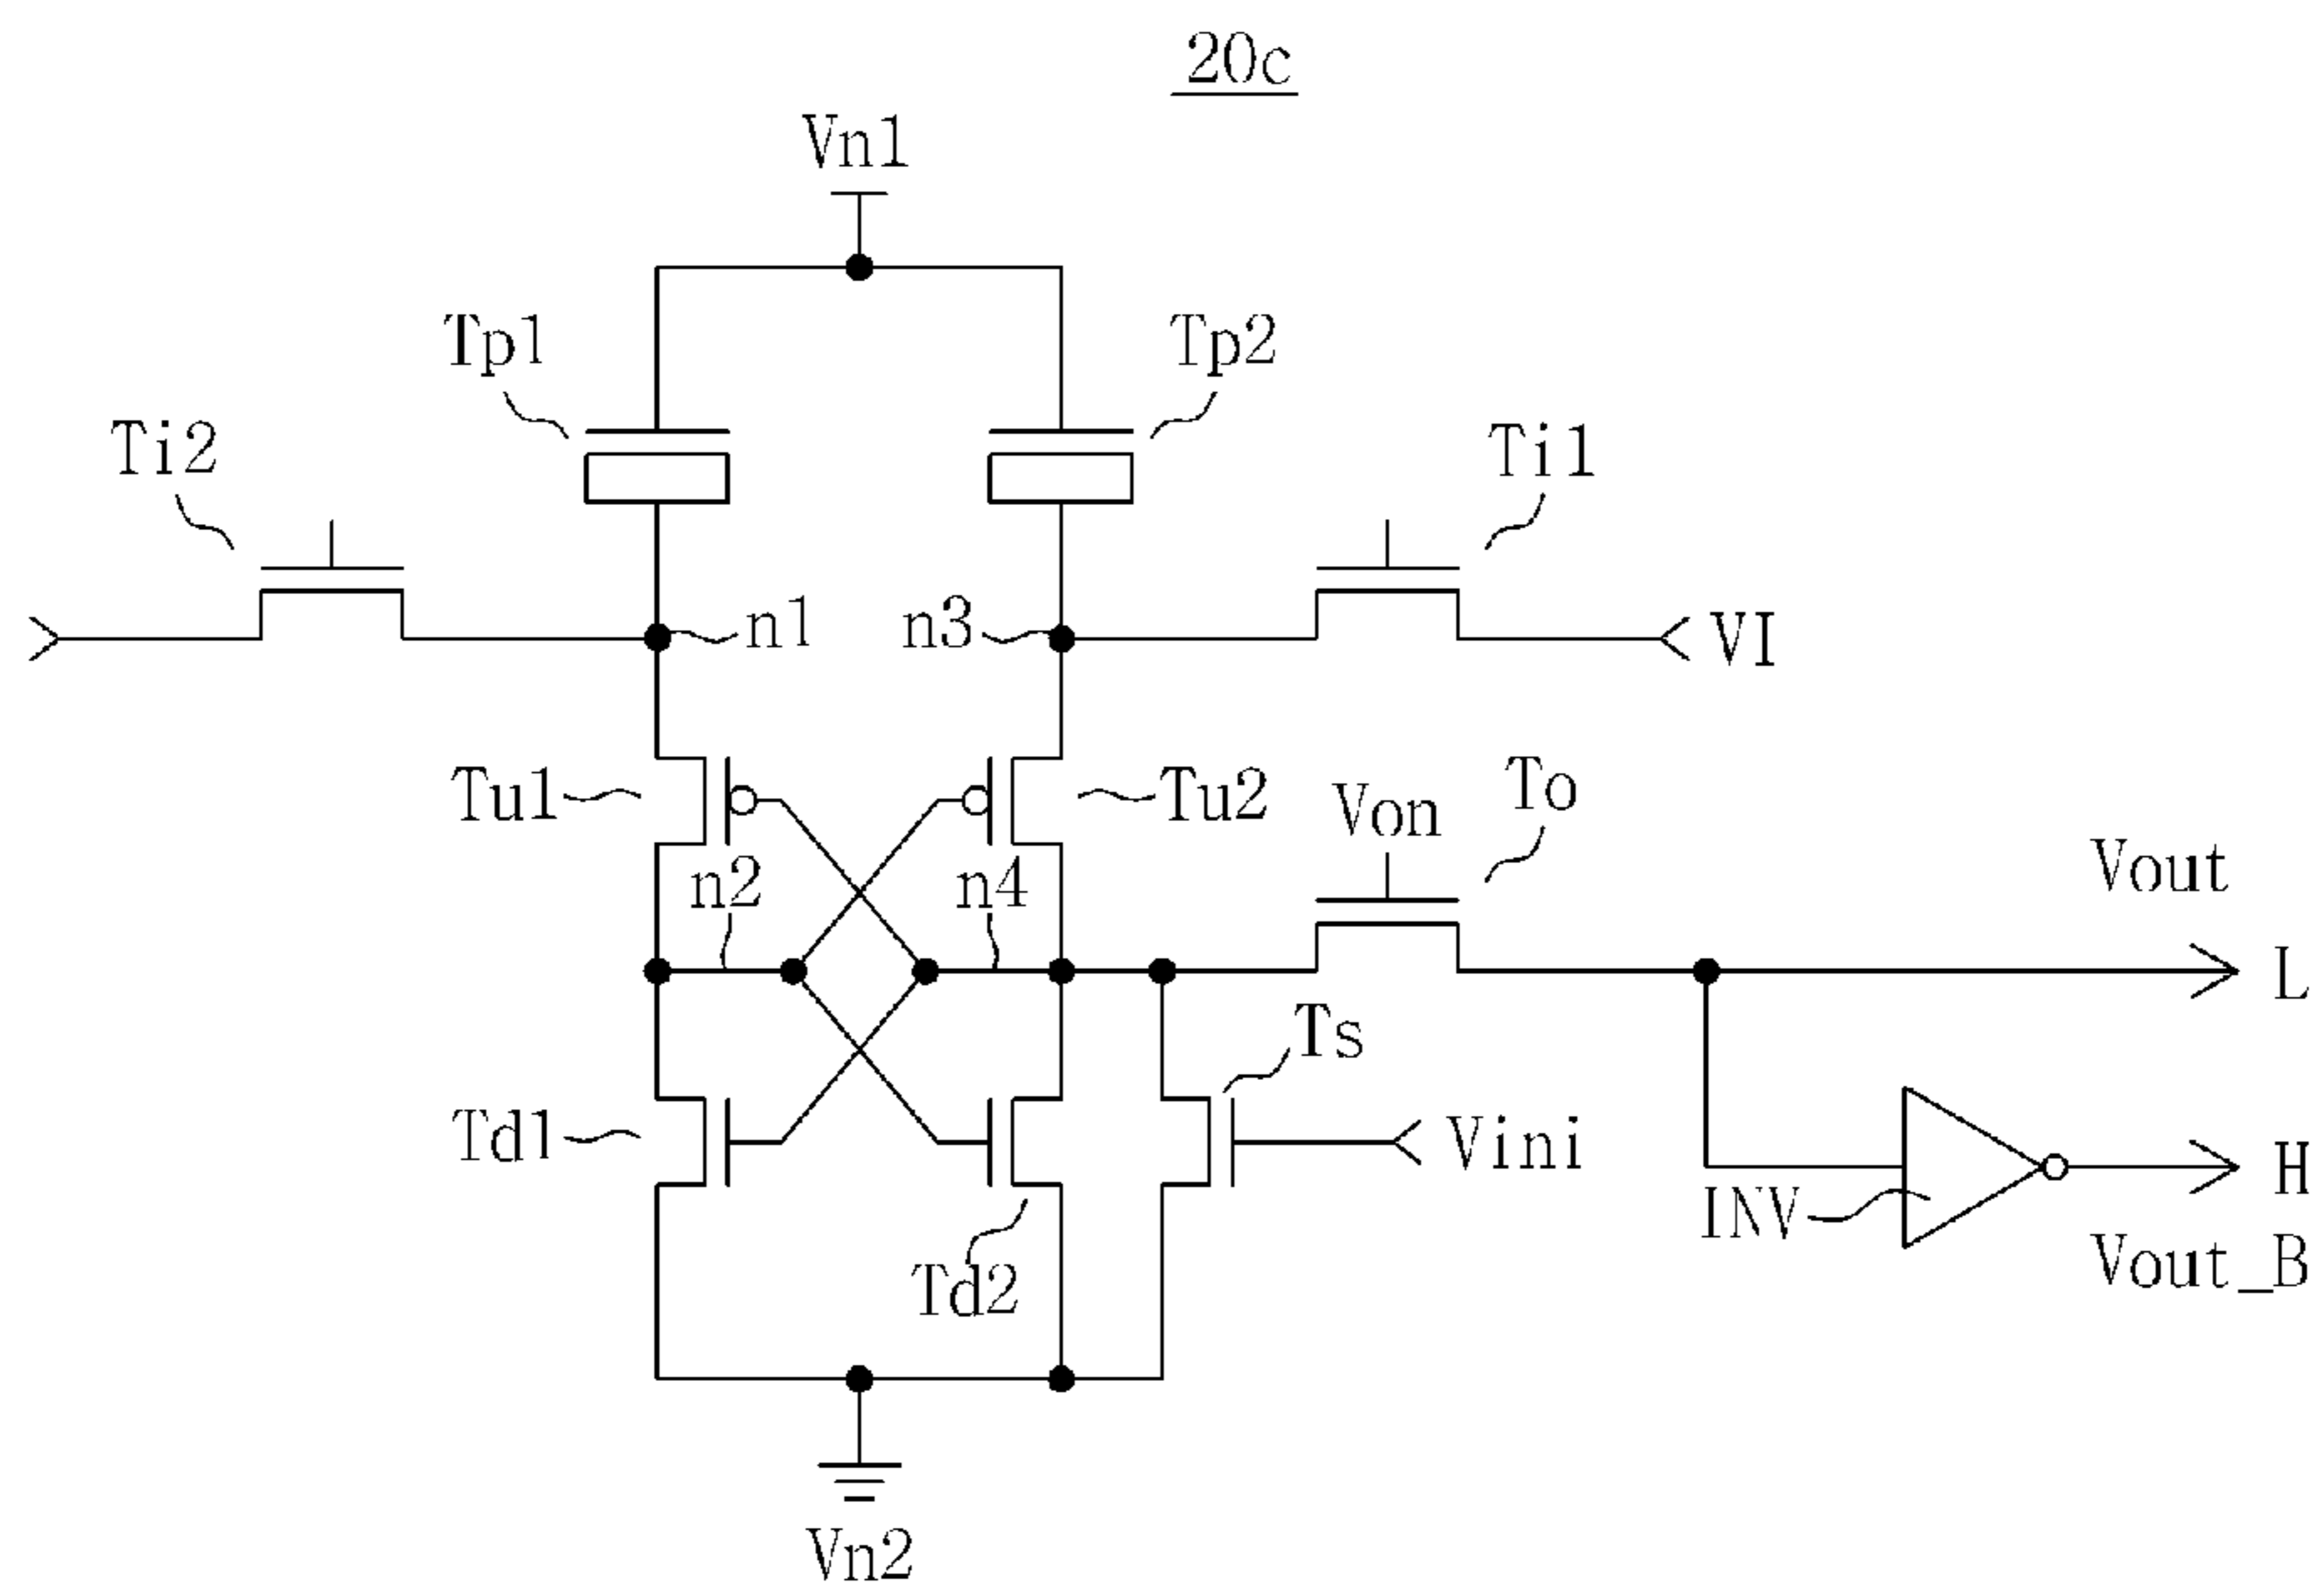 20c
Vn1
Tp1
Tp2
Ti2
Ti1
n1
n3
VI
Tu1
Tu2
Von
To
n2
n4
Vout
L
Ts
Td1
Vini
H
INV
Td2
Vout_B
Vn2